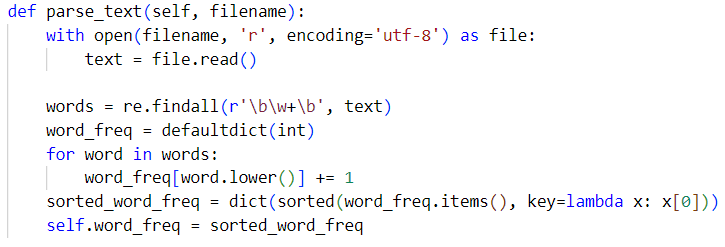 def parse_text(self, filename):
    with open(filename, 'r', encoding='utf-8') as file:
        text = file.read()

    words = re.findall(r'\b\w+\b', text)
    word_freq = defaultdict(int)
    for word in words:
        word_freq[word.lower()] += 1
    sorted_word_freq = dict(sorted(word_freq.items(), key=lambda x: x[0]))
    self.word_freq = sorted_word_freq